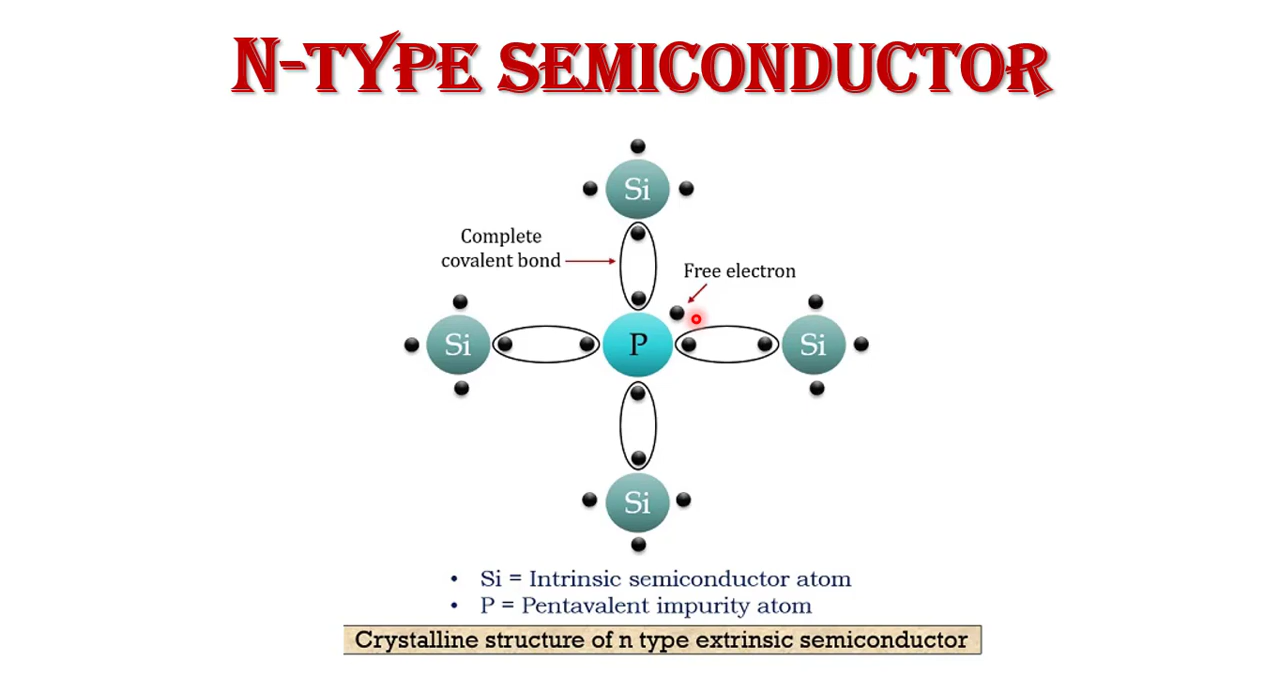 N-TYPE SEMICONDUCTOR
Si
Complete
covalent bond
Free electron
Si
P
Si
Si
• Si = Intrinsic semiconductor atom
• P = Pentavalent impurity atom
Crystalline structure of n type extrinsic semiconductor